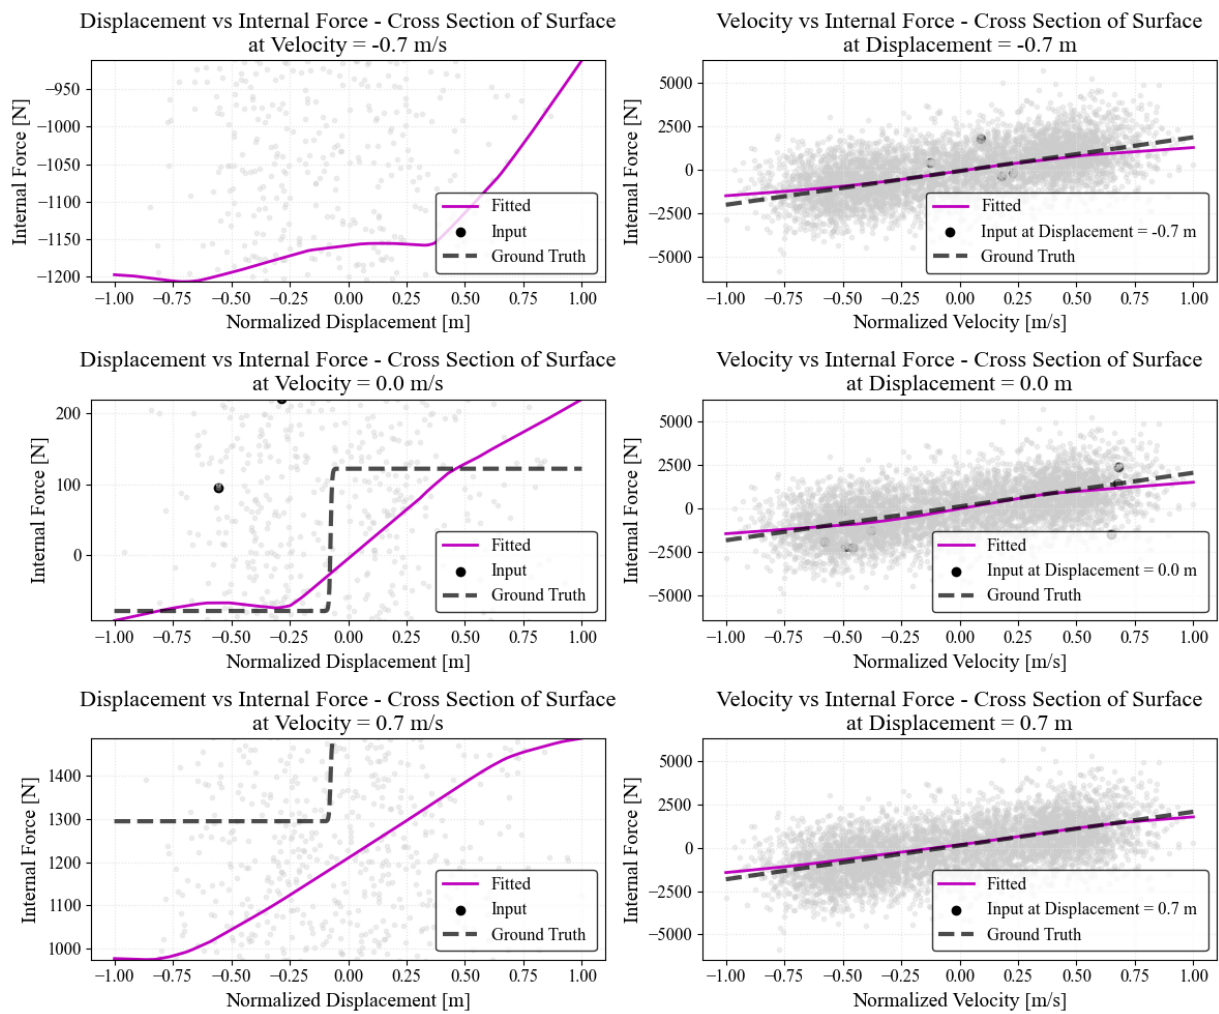 Displacement vs Internal Force - Cross Section of Surface
at Velocity = -0.7 m/s
Internal Force [N]
−950
−1000
−1050
−1100
−1150
−1200
Fitted
Input
Ground Truth
−1.00 −0.75 −0.50 −0.25 0.00 0.25 0.50 0.75 1.00
Normalized Displacement [m]
Velocity vs Internal Force - Cross Section of Surface
at Displacement = -0.7 m
Internal Force [N]
5000
2500
0
−2500
−5000
Fitted
Input at Displacement = -0.7 m
Ground Truth
−1.00 −0.75 −0.50 −0.25 0.00 0.25 0.50 0.75 1.00
Normalized Velocity [m/s]
Displacement vs Internal Force - Cross Section of Surface
at Velocity = 0.0 m/s
Internal Force [N]
200
100
0
Fitted
Input
Ground Truth
−1.00 −0.75 −0.50 −0.25 0.00 0.25 0.50 0.75 1.00
Normalized Displacement [m]
Velocity vs Internal Force - Cross Section of Surface
at Displacement = 0.0 m
Internal Force [N]
5000
2500
0
−2500
−5000
Fitted
Input at Displacement = 0.0 m
Ground Truth
−1.00 −0.75 −0.50 −0.25 0.00 0.25 0.50 0.75 1.00
Normalized Velocity [m/s]
Displacement vs Internal Force - Cross Section of Surface
at Velocity = 0.7 m/s
Internal Force [N]
1400
1300
1200
1100
1000
Fitted
Input
Ground Truth
−1.00 −0.75 −0.50 −0.25 0.00 0.25 0.50 0.75 1.00
Normalized Displacement [m]
Velocity vs Internal Force - Cross Section of Surface
at Displacement = 0.7 m
Internal Force [N]
5000
2500
0
−2500
−5000
Fitted
Input at Displacement = 0.7 m
Ground Truth
−1.00 −0.75 −0.50 −0.25 0.00 0.25 0.50 0.75 1.00
Normalized Velocity [m/s]